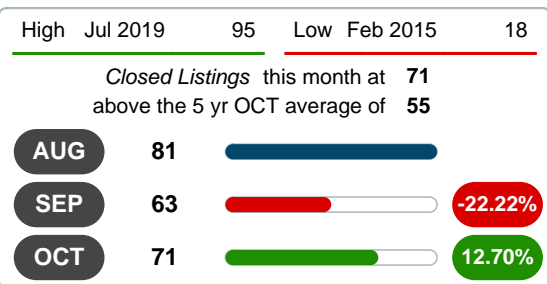 High Jul 2019 95 Low Feb 2015 18
Closed Listings this month at 71
above the 5 yr OCT average of 55
AUG 81
SEP 63 -22.22%
OCT 71 12.70%